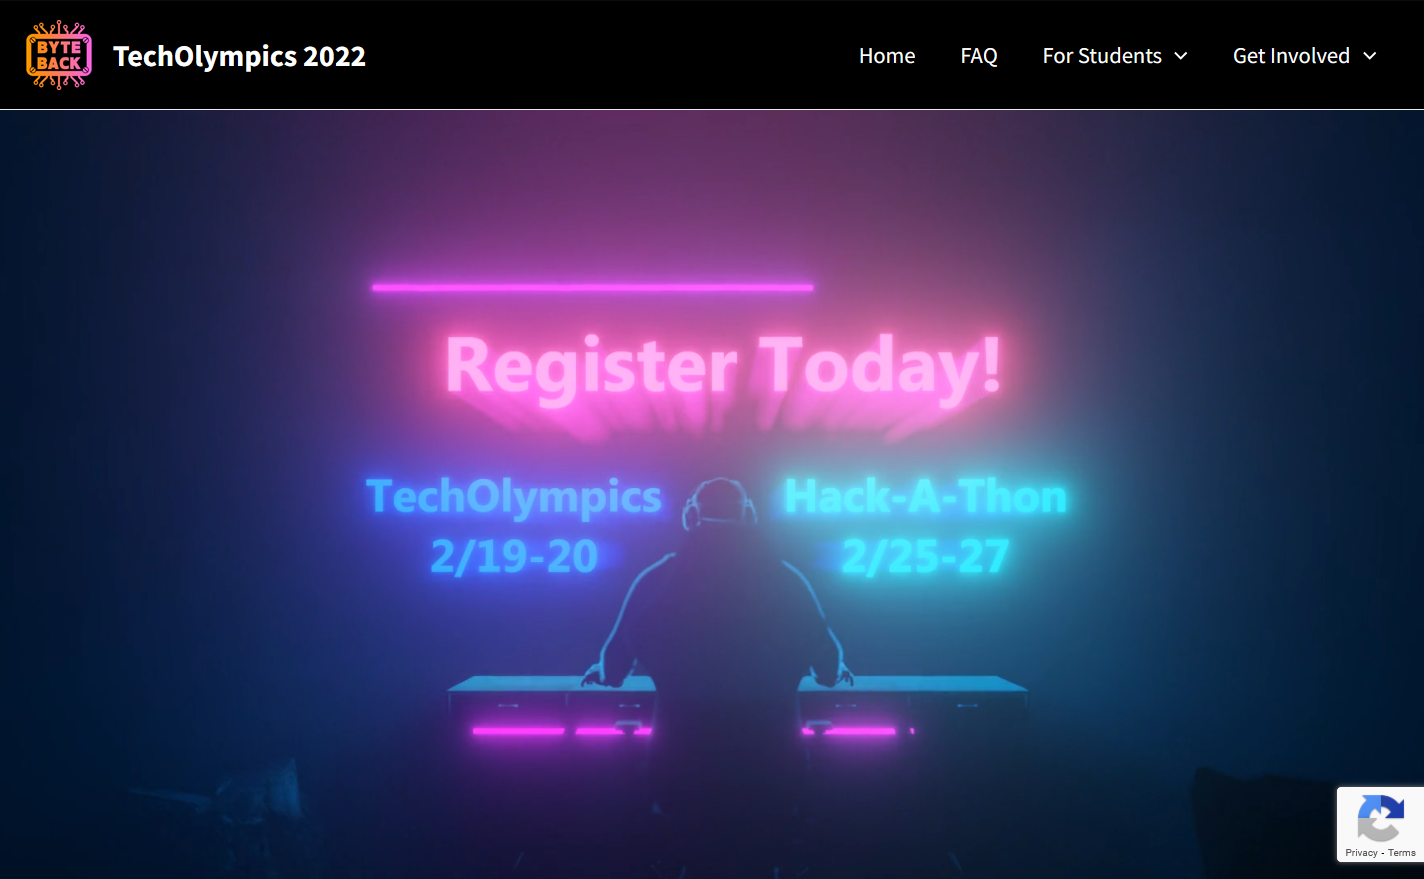 BYTE
BACK
TechOlympics 2022
Home
FAQ
For Students
Get Involved
Register Today!
TechOlympics
2/19-20
Hack-A-Thon
2/25-27
Privacy - Terms